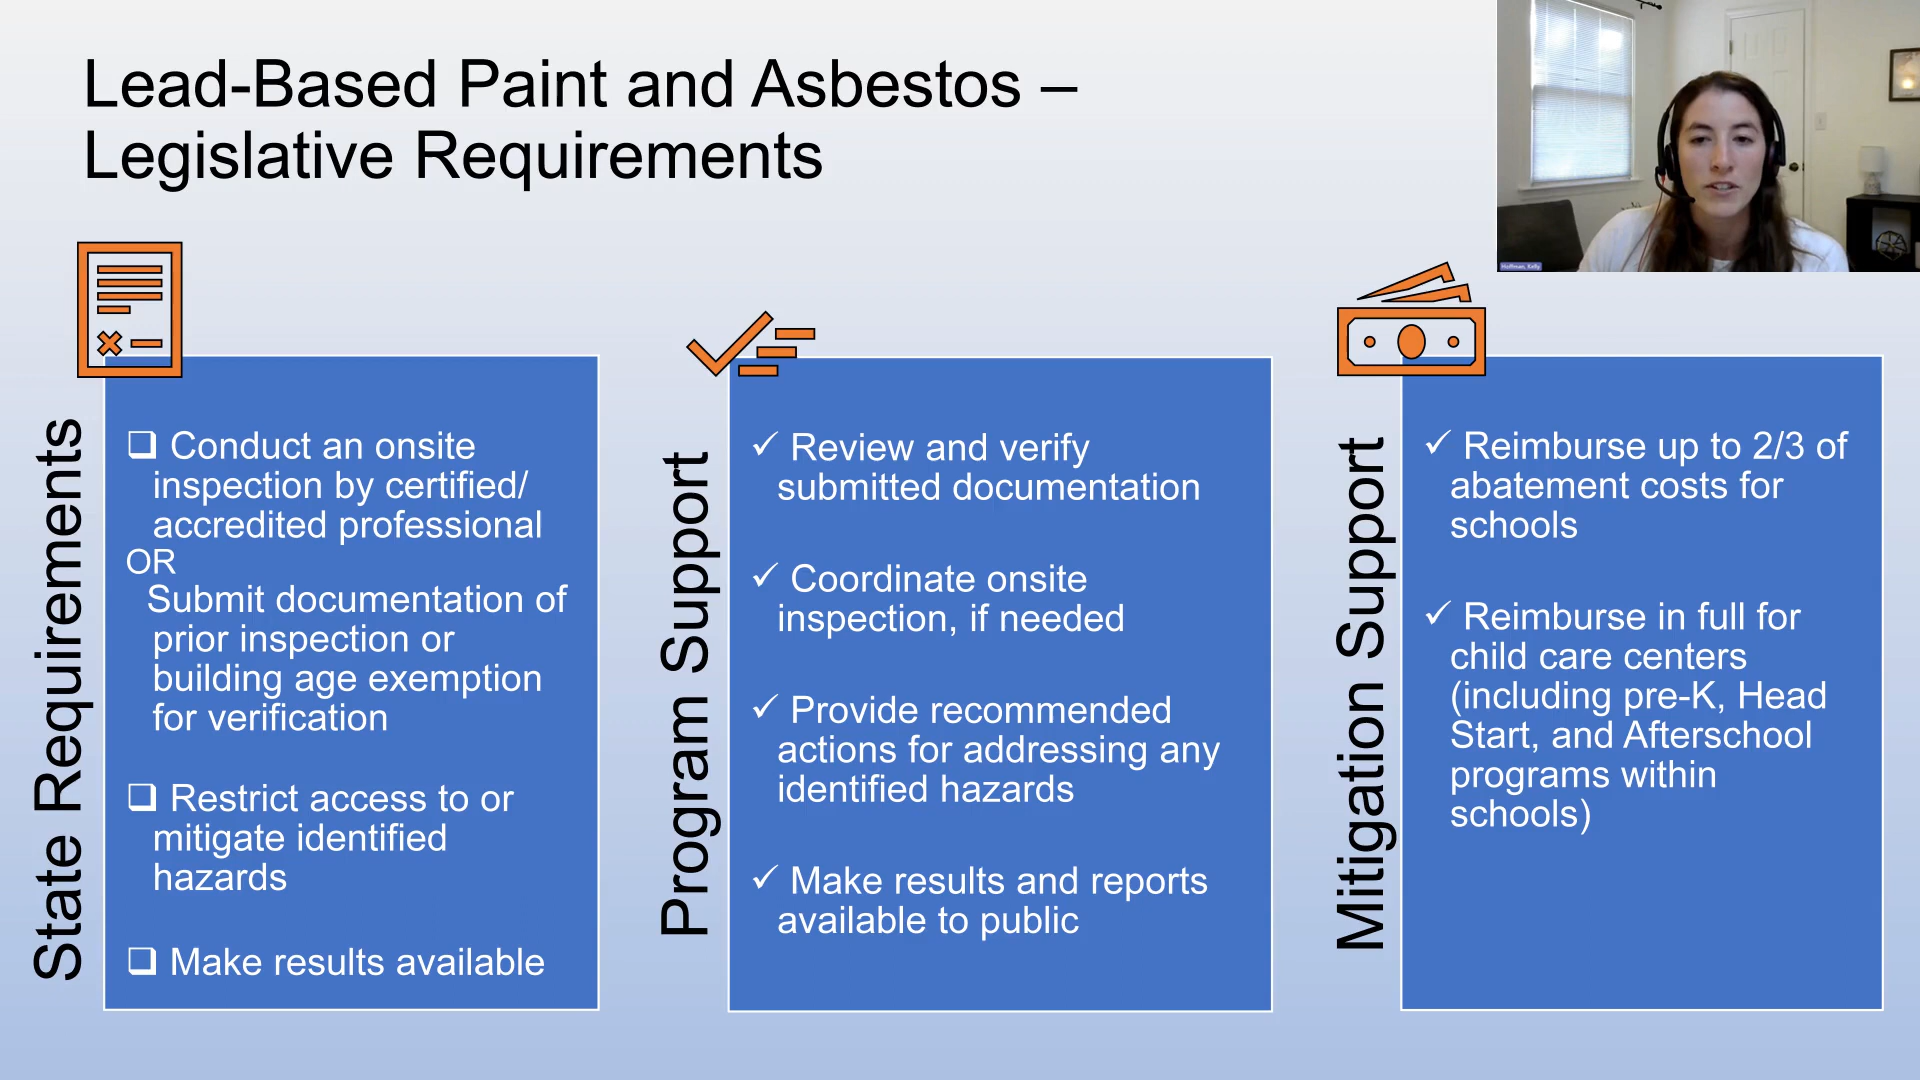 Lead-Based Paint and Asbestos –
Legislative Requirements
Hoffman, Kelly
State Requirements
❑ Conduct an onsite
inspection by certified/
accredited professional
OR
Submit documentation of
prior inspection or
building age exemption
for verification
❑ Restrict access to or
mitigate identified
hazards
❑ Make results available
Program Support
✓ Review and verify
submitted documentation
✓ Coordinate onsite
inspection, if needed
✓ Provide recommended
actions for addressing any
identified hazards
✓ Make results and reports
available to public
Mitigation Support
✓ Reimburse up to 2/3 of
abatement costs for
schools
✓ Reimburse in full for
child care centers
(including pre-K, Head
Start, and Afterschool
programs within
schools)